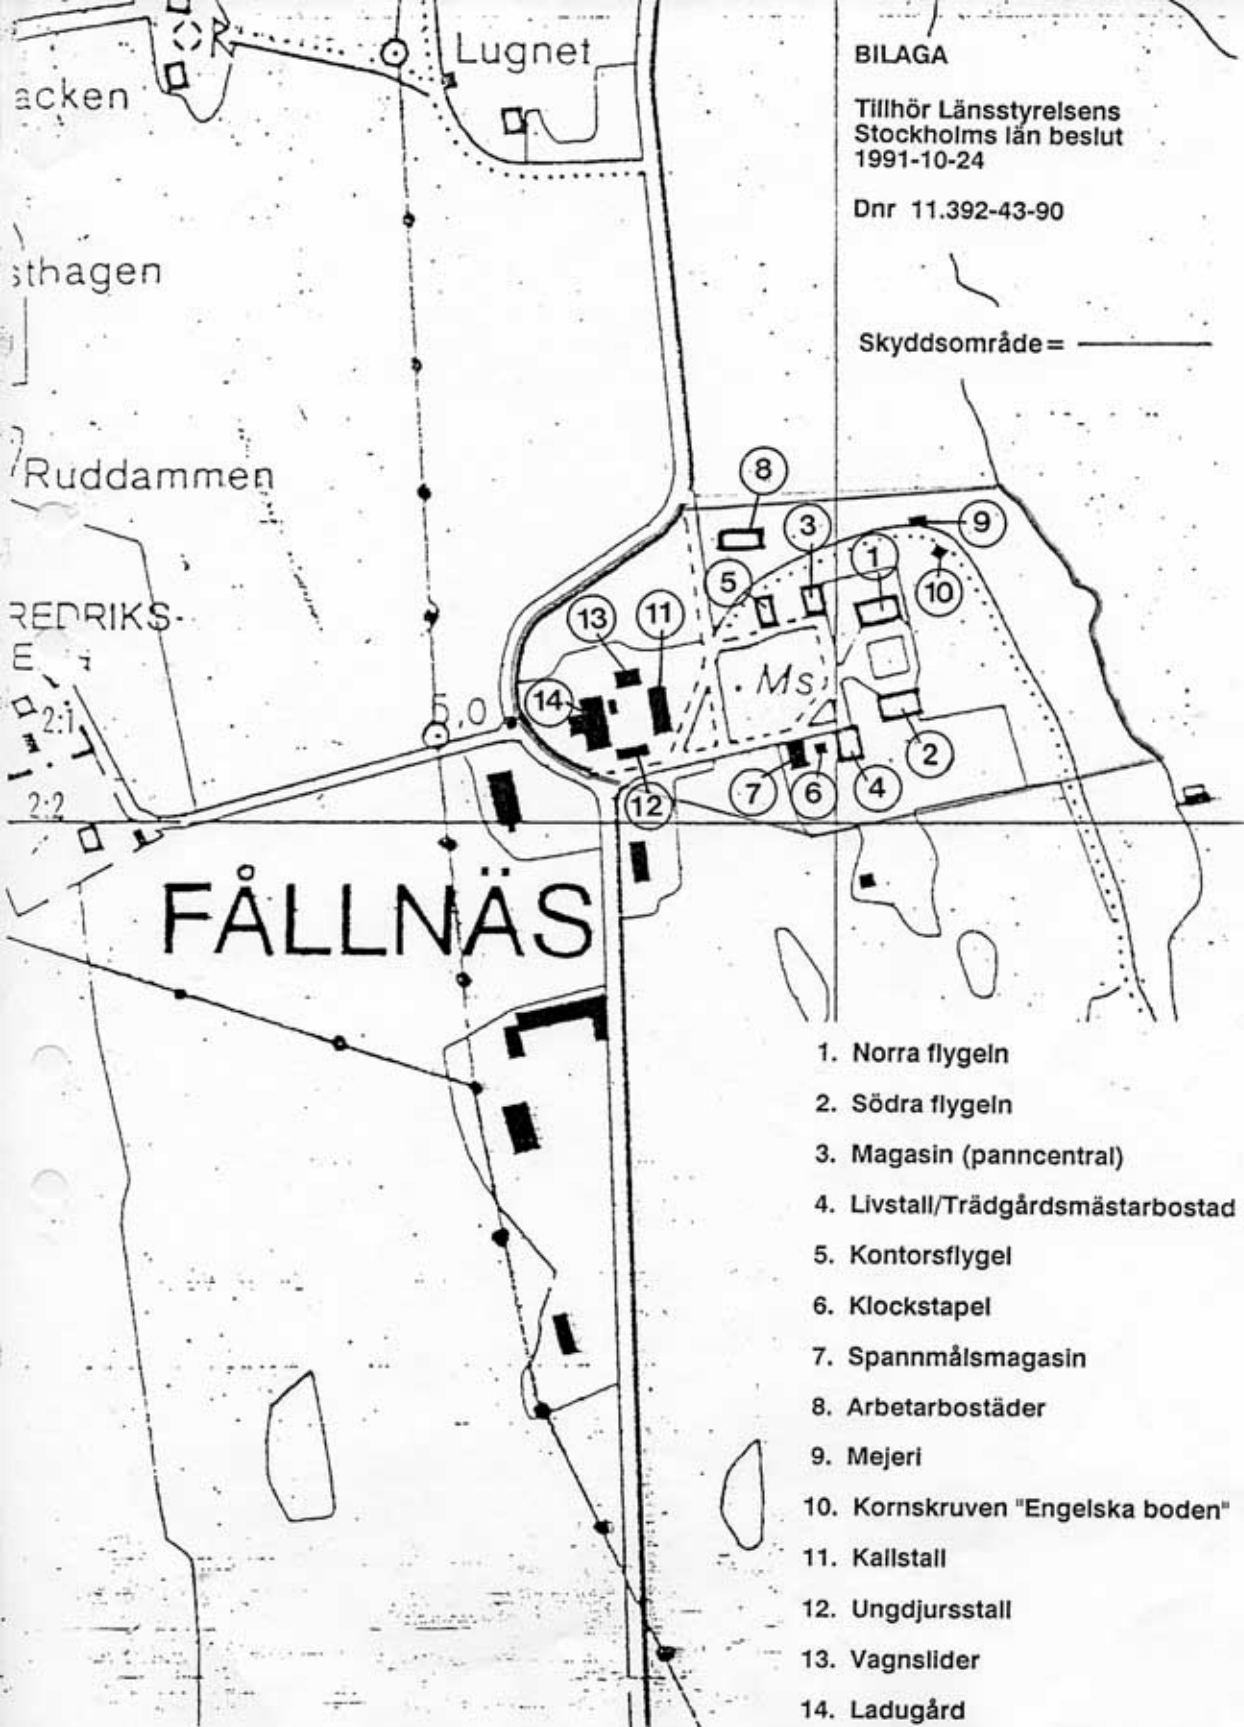 BILAGA
Tillhör Länsstyrelsens
Stockholms län beslut
1991-10-24
Dnr 11.392-43-90
Skyddsområde=
Lugnet
acken
sthagen
Ruddammen
REDRIKS-
2:1
2:2
5,0
Ms
8
3
9
1
5
10
13
11
14
2
7
6
4
12
FÅLLNÄS
1. Norra flygeln
2. Södra flygeln
3. Magasin (panncentral)
4. Livstall/Trädgårdsmästarbostad
5. Kontorsflygel
6. Klockstapel
7. Spannmålsmagasin
8. Arbetarbostäder
9. Mejeri
10. Kornskruven "Engelska boden"
11. Kallstall
12. Ungdjursstall
13. Vagnslider
14. Ladugård